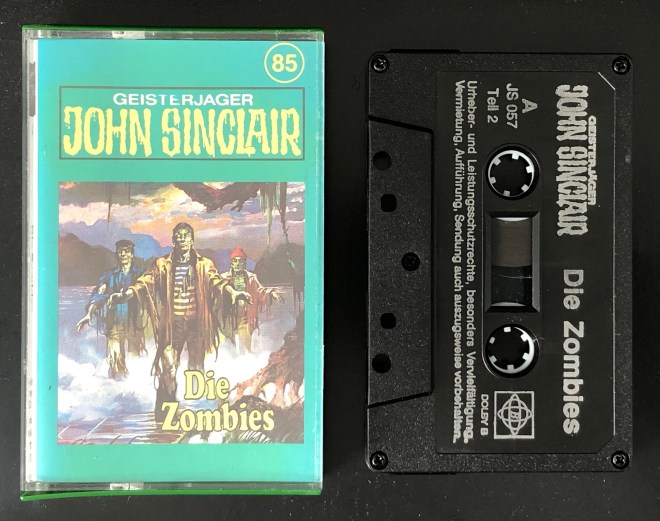 85
GEISTERJÄGER
JOHN SINCLAIR
Die
Zombies
GEISTERJÄGER
JOHN SINCLAIR
Die Zombies
A
JS 057
Teil 2
DOLBY B
Urheber- und Leistungsschutzrechte, besonders Vervielfältigung,
Vermietung, Aufführung, Sendung auch auszugsweise vorbehalten.